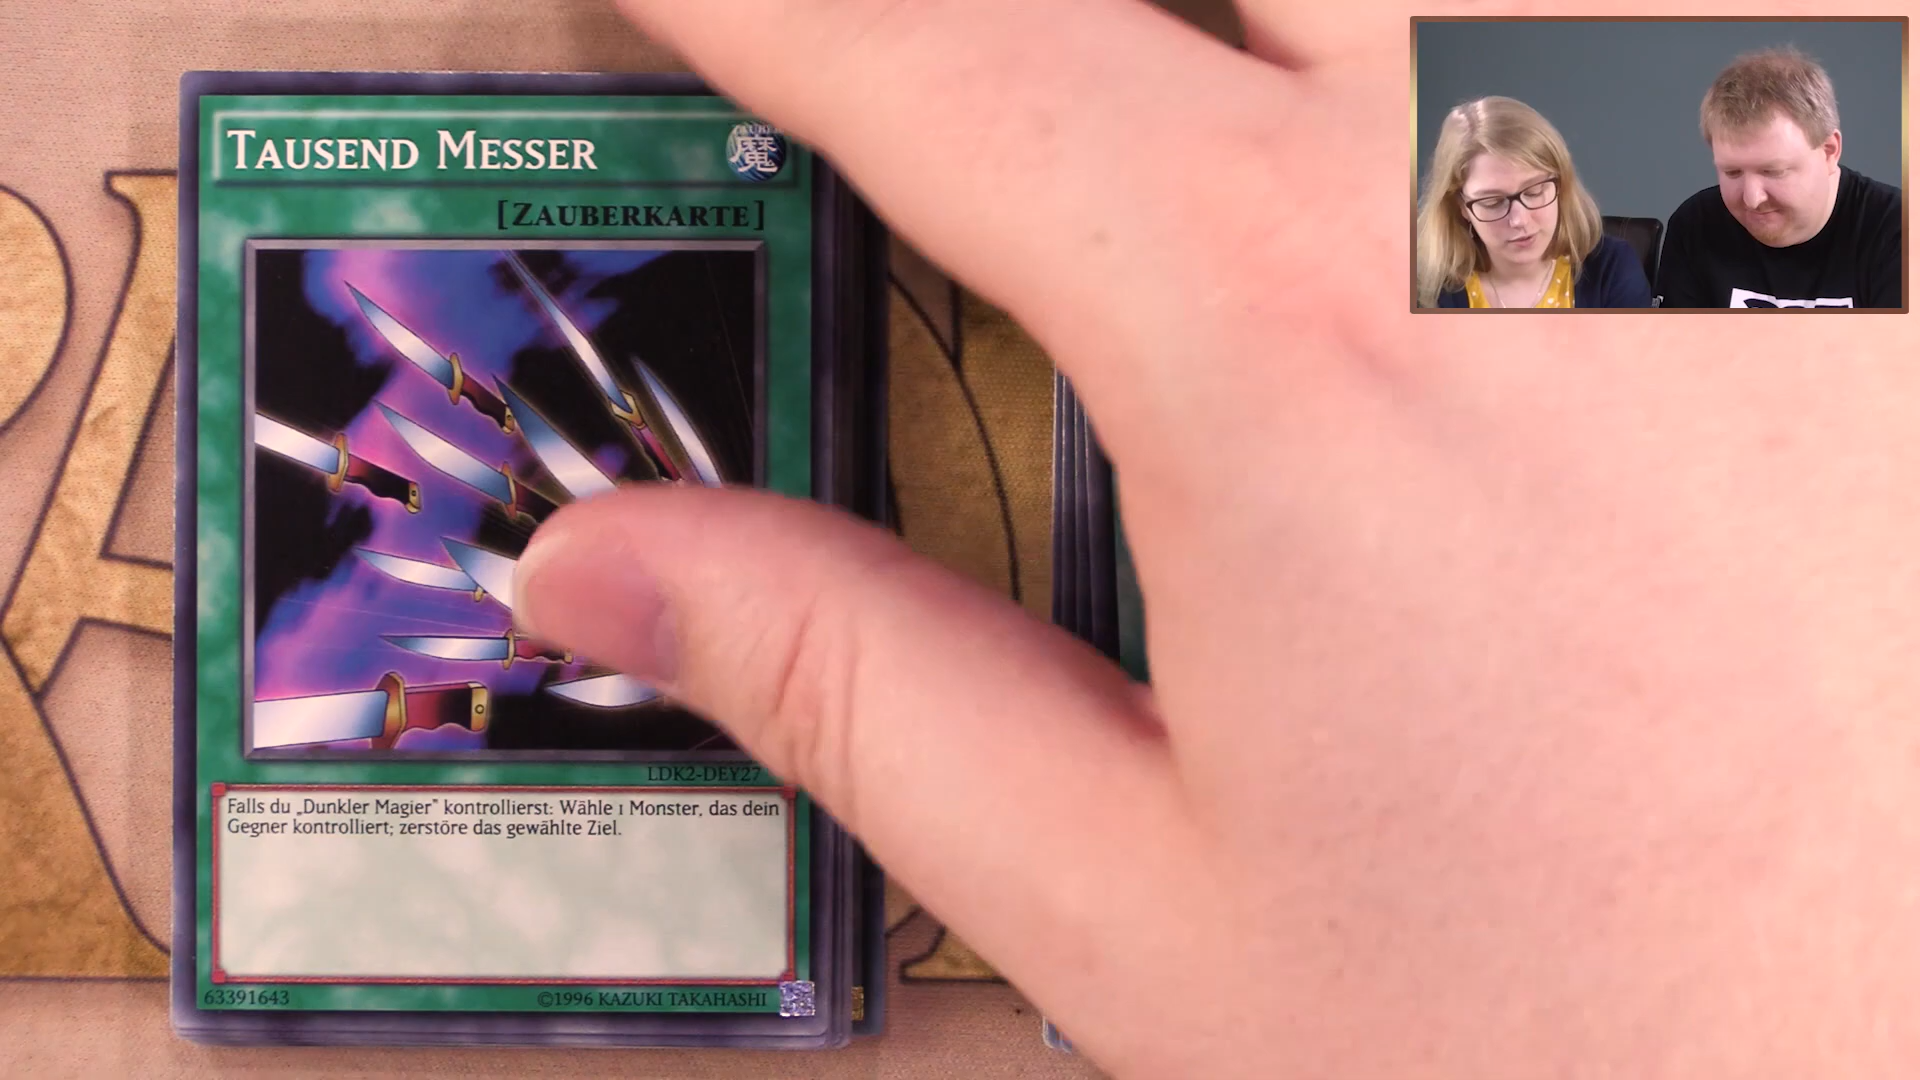 TAUSEND MESSER
ZAUBER
魔
[ZAUBERKARTE]
LDK2-DEY27
Falls du „Dunkler Magier" kontrollierst: Wähle 1 Monster, das dein
Gegner kontrolliert; zerstöre das gewählte Ziel.
63391643
©1996 KAZUKI TAKAHASHI